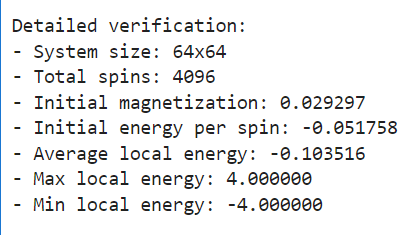 Detailed verification:
- System size: 64x64
- Total spins: 4096
- Initial magnetization: 0.029297
- Initial energy per spin: -0.051758
- Average local energy: -0.103516
- Max local energy: 4.000000
- Min local energy: -4.000000